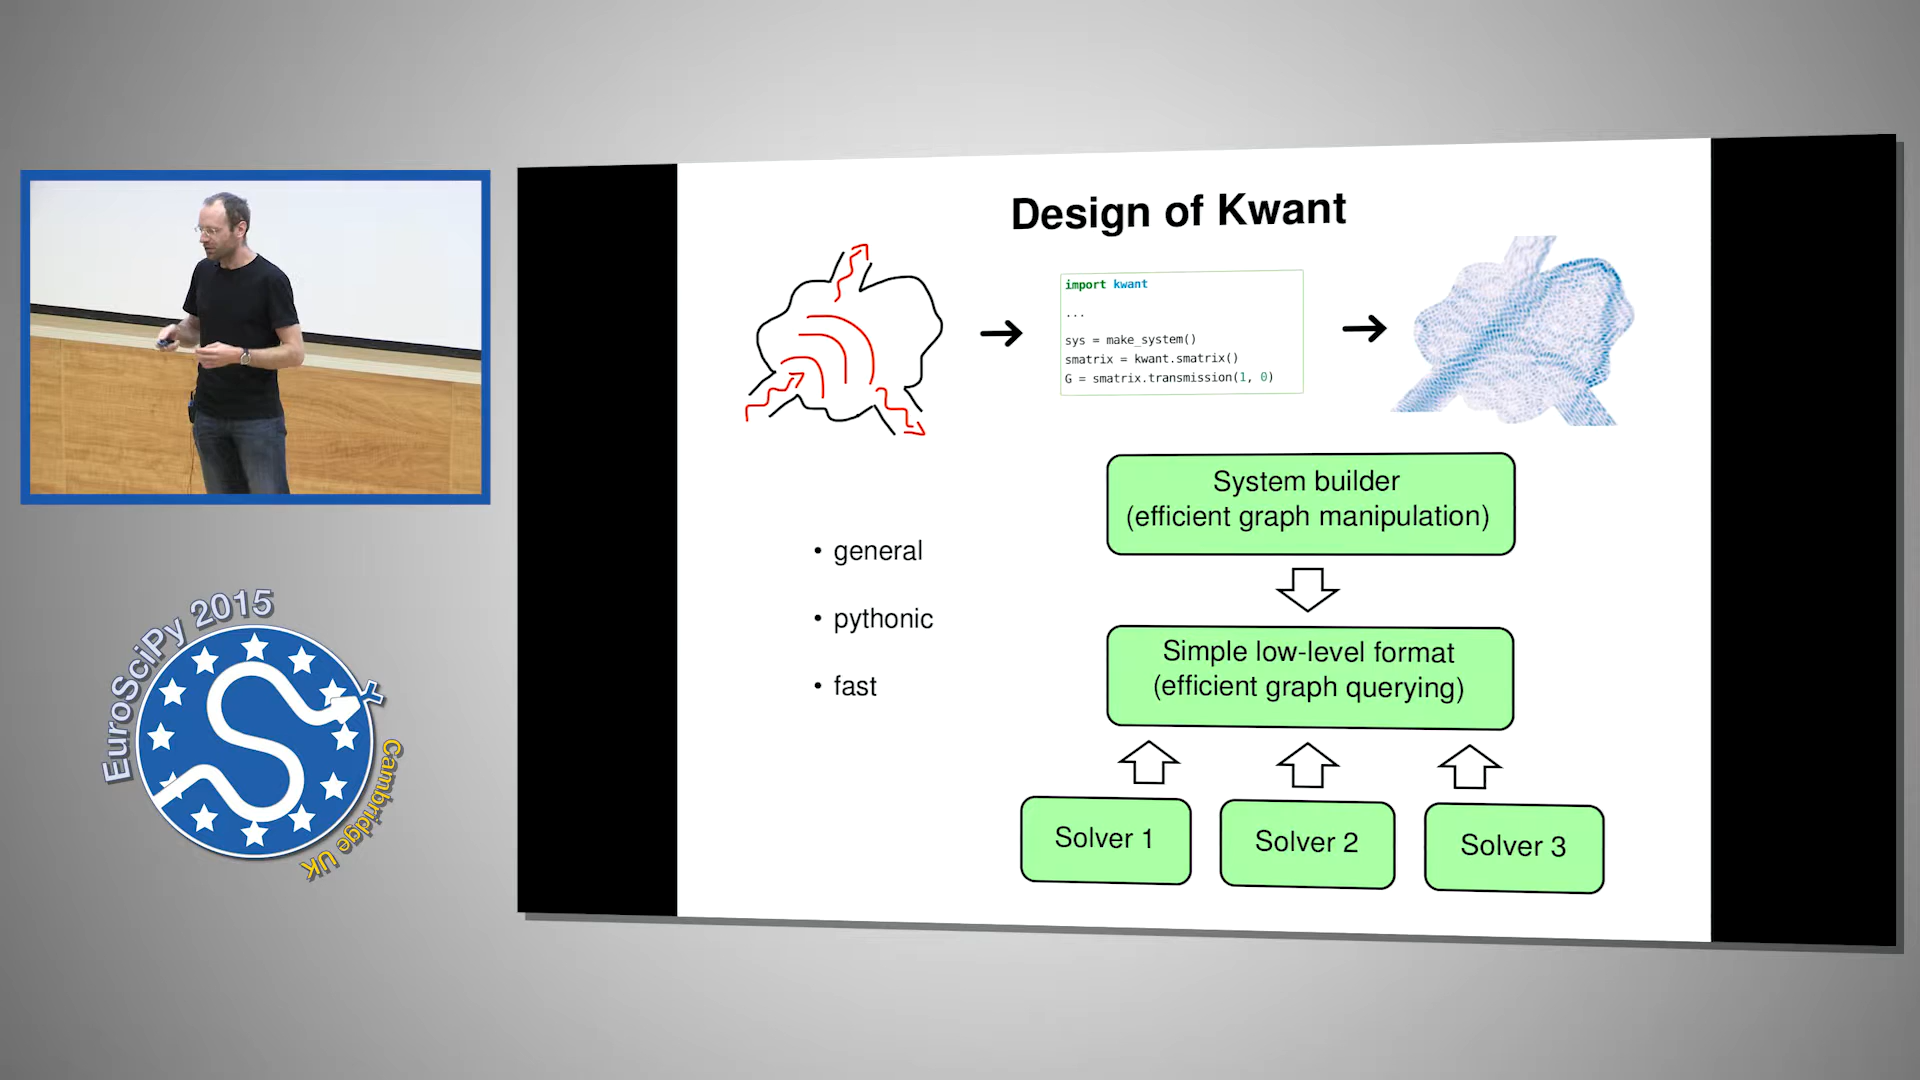 Design of Kwant
import kwant
...
sys = make_system()
smatrix = kwant.smatrix()
G = smatrix.transmission(1, 0)
• general
• pythonic
• fast
System builder
(efficient graph manipulation)
Simple low-level format
(efficient graph querying)
Solver 1
Solver 2
Solver 3
EuroSciPy 2015
Cambridge UK